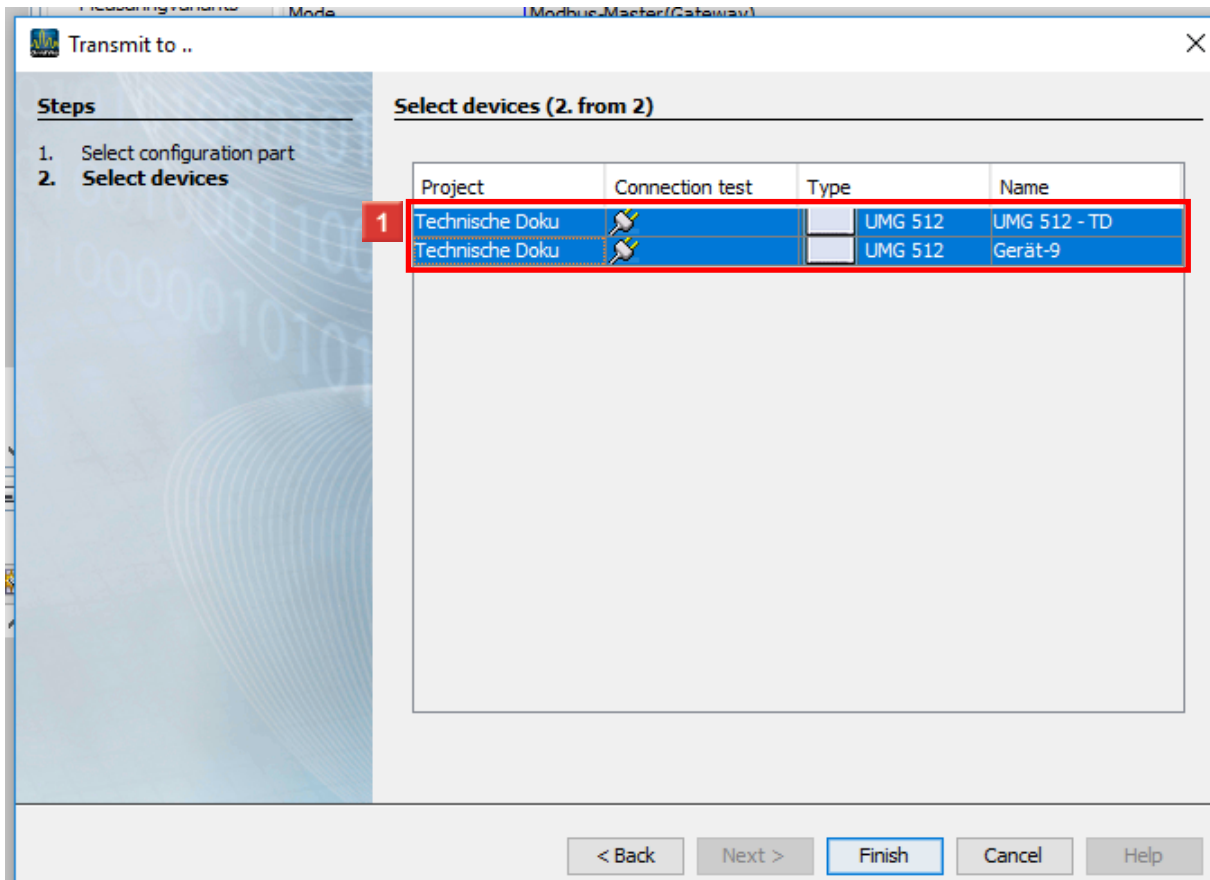 Measuringvariants Mode Modbus-Master(Gateway)
Transmit to ..
Steps
1. Select configuration part
2. Select devices
Select devices (2. from 2)
Project Connection test Type Name
1
Technische Doku UMG 512 UMG 512 - TD
Technische Doku UMG 512 Gerät-9
< Back Next > Finish Cancel Help